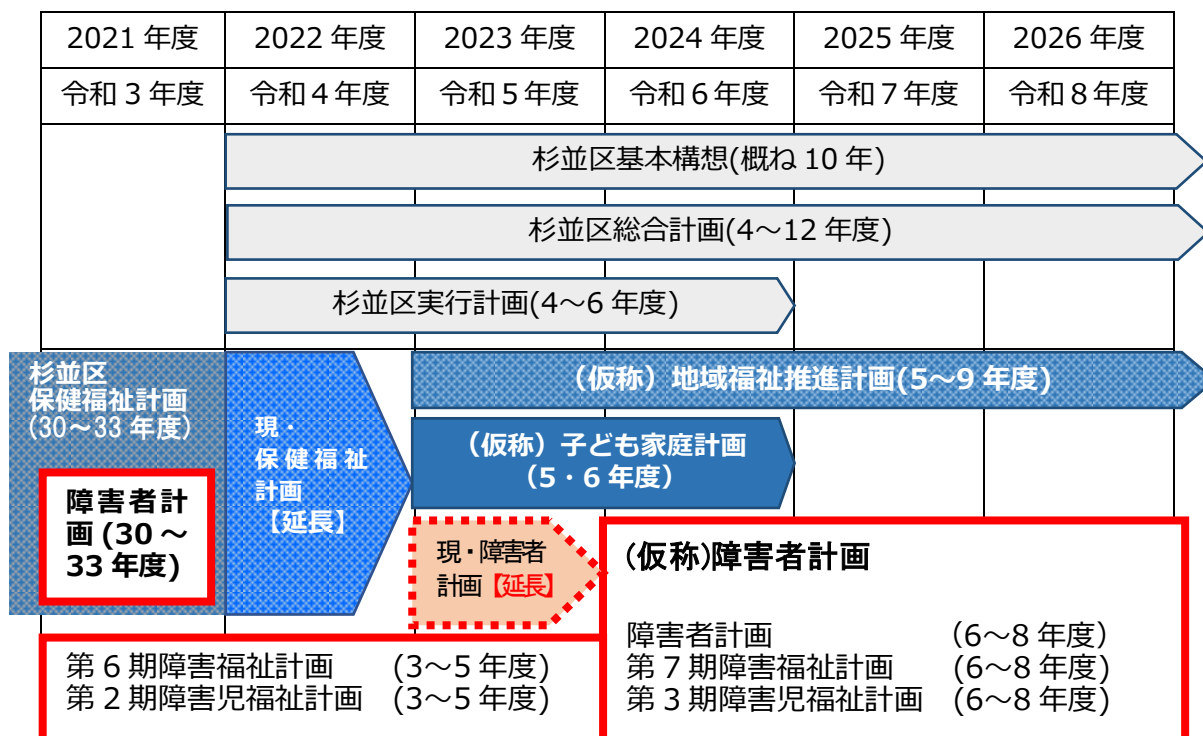 2021 年度 2022 年度 2023 年度 2024 年度 2025 年度 2026 年度
令和 3 年度 令和４年度 令和５年度 令和６年度 令和７年度 令和８年度
杉並区基本構想(概ね 10 年)
杉並区総合計画(4～12 年度)
杉並区実行計画(4～6 年度)
杉並区
保健福祉計画
(30～33 年度)
障害者計
画 (30 ～
33 年度)
現・
保健福祉
計画
【延長】
（仮称）地域福祉推進計画(5～9 年度)
（仮称）子ども家庭計画
（5・6 年度）
現・障害者
計画【延長】
(仮称)障害者計画
障害者計画 （6～8 年度）
第７期障害福祉計画 （6～8 年度)
第３期障害児福祉計画 （6～8 年度)
第６期障害福祉計画 (3～5 年度)
第２期障害児福祉計画 (3～5 年度)